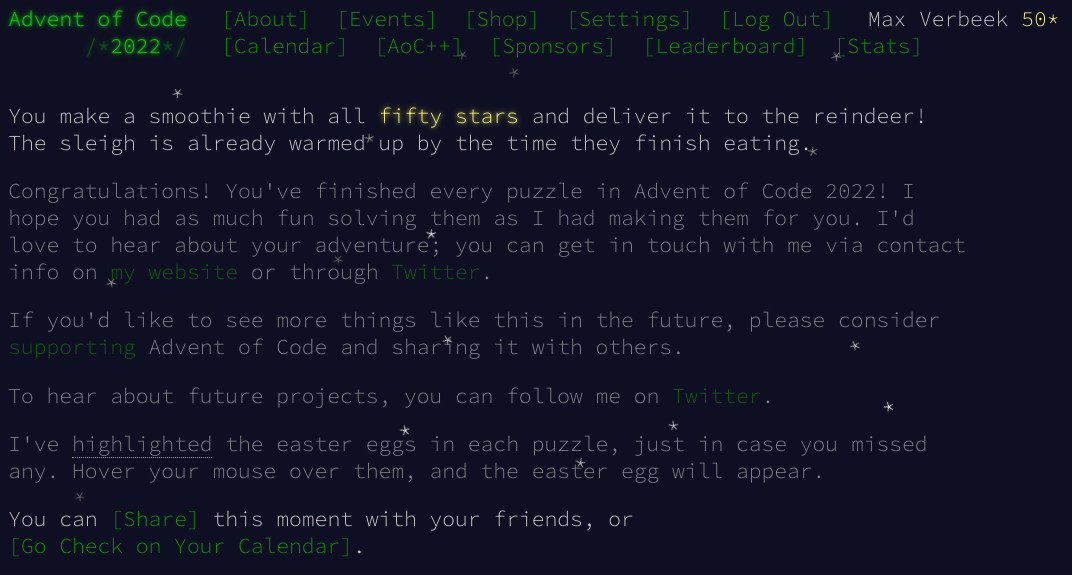 Advent of Code [About] [Events] [Shop] [Settings] [Log Out] Max Verbeek 50*
/*2022*/ [Calendar] [AoC++] [Sponsors] [Leaderboard] [Stats]
You make a smoothie with all fifty stars and deliver it to the reindeer!
The sleigh is already warmed up by the time they finish eating.
Congratulations! You've finished every puzzle in Advent of Code 2022! I
hope you had as much fun solving them as I had making them for you. I'd
love to hear about your adventure; you can get in touch with me via contact
info on my website or through Twitter.
If you'd like to see more things like this in the future, please consider
supporting Advent of Code and sharing it with others.
To hear about future projects, you can follow me on Twitter.
I've highlighted the easter eggs in each puzzle, just in case you missed
any. Hover your mouse over them, and the easter egg will appear.
You can [Share] this moment with your friends, or
[Go Check on Your Calendar].